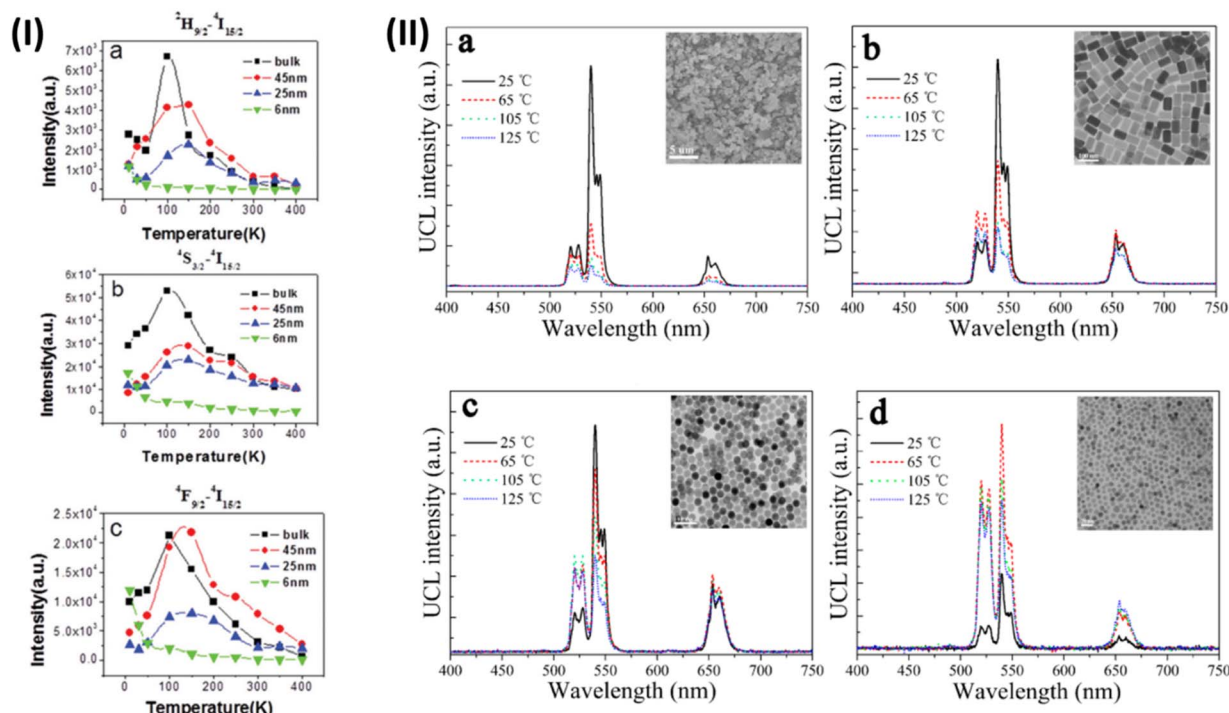 (I)
²H₉/₂-⁴I₁₅/₂
a
Intensity(a.u.)
7x10³
6x10³
5x10³
4x10³
3x10³
2x10³
1x10³
0
bulk
45nm
25nm
6nm
0 100 200 300 400
Temperature(K)
⁴S₃/₂-⁴I₁₅/₂
b
Intensity(a.u.)
6x10⁴
5x10⁴
4x10⁴
3x10⁴
2x10⁴
1x10⁴
0
bulk
45nm
25nm
6nm
0 100 200 300 400
Temperature(K)
⁴F₉/₂-⁴I₁₅/₂
c
Intensity(a.u.)
2.5x10⁴
2.0x10⁴
1.5x10⁴
1.0x10⁴
5.0x10³
0.0
bulk
45nm
25nm
6nm
0 100 200 300 400
Temperature(K)
(II)
a
UCL intensity (a.u.)
25 ℃
65 ℃
105 ℃
125 ℃
5 um
400 450 500 550 600 650 700 750
Wavelength (nm)
b
UCL intensity (a.u.)
25 ℃
65 ℃
105 ℃
125 ℃
100 nm
400 450 500 550 600 650 700 750
Wavelength (nm)
c
UCL intensity (a.u.)
25 ℃
65 ℃
105 ℃
125 ℃
400 450 500 550 600 650 700 750
Wavelength (nm)
d
UCL intensity (a.u.)
25 ℃
65 ℃
105 ℃
125 ℃
400 450 500 550 600 650 700 750
Wavelength (nm)